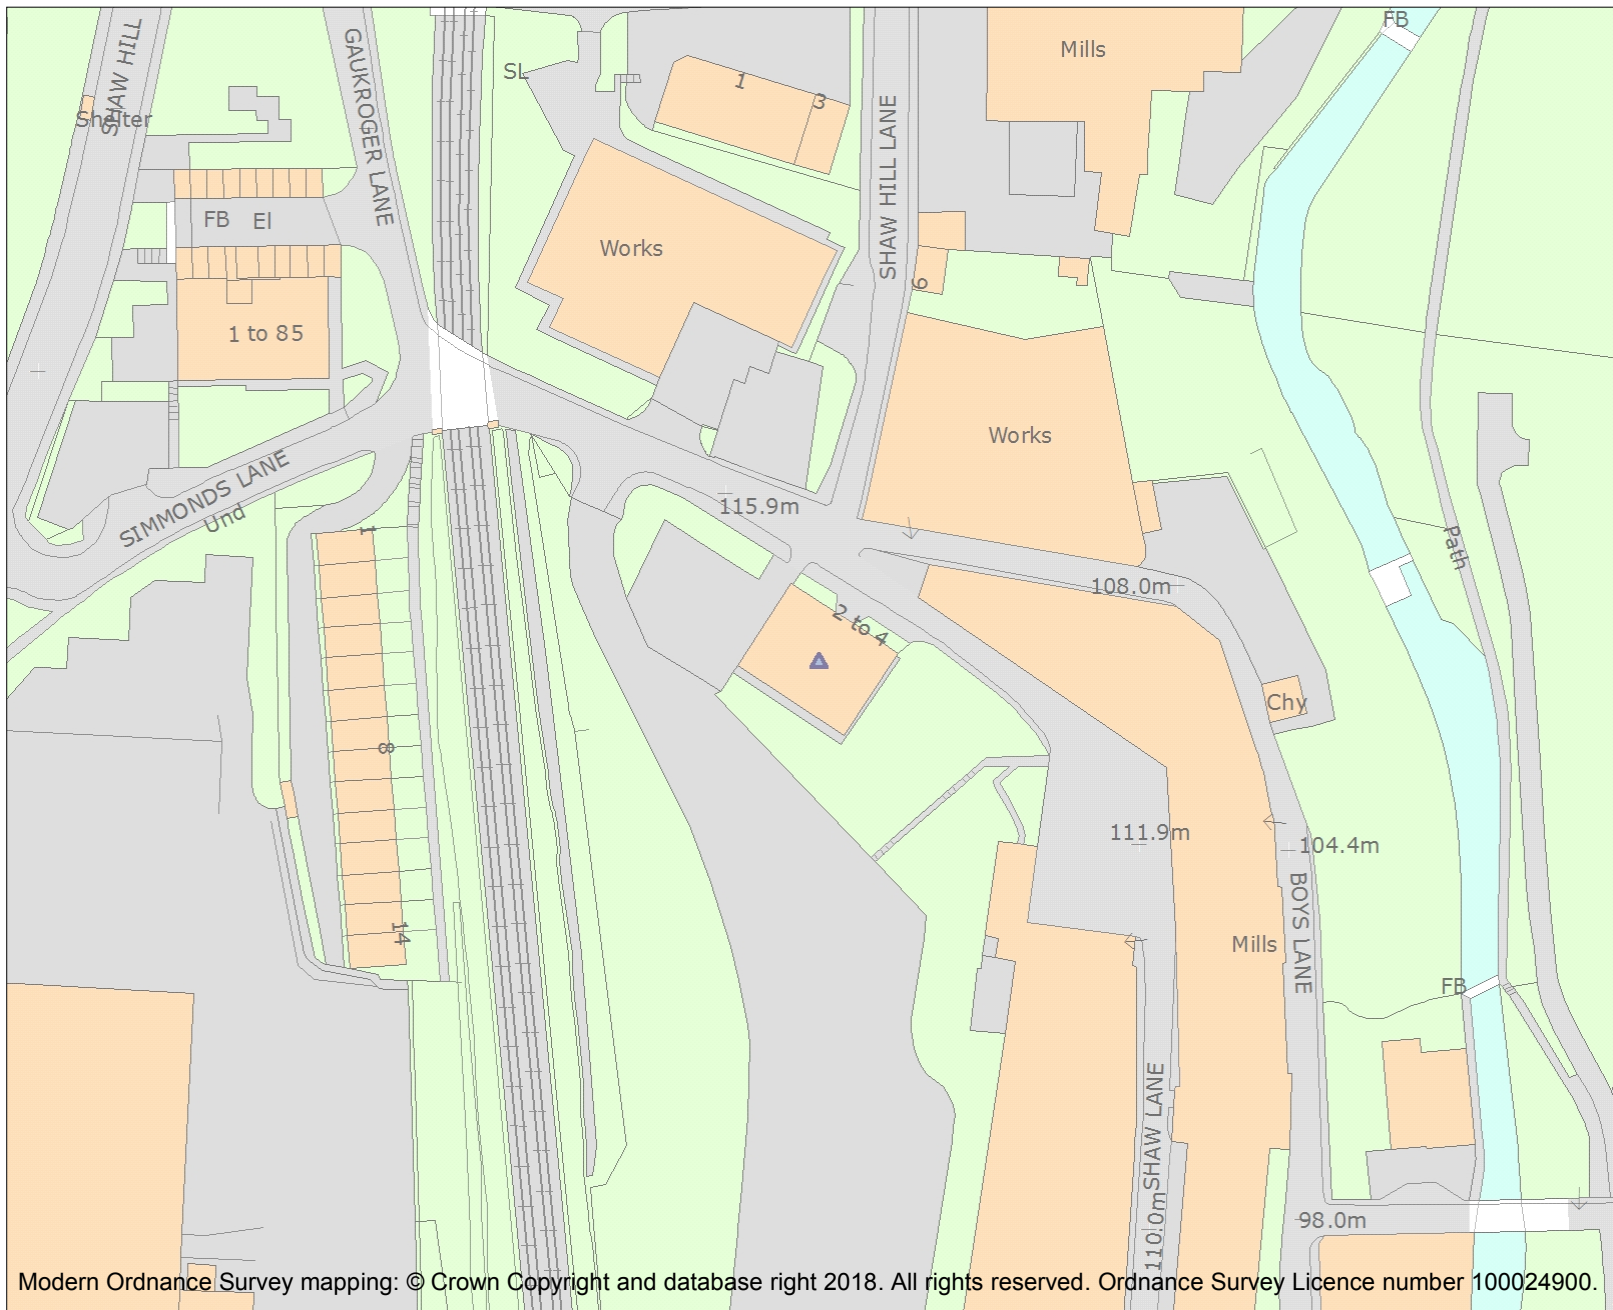 FB
SHAW HILL
GAUKROGER LANE
Mills
SL
1
3
Shelter
SHAW HILL LANE
FB
El
Works
6
1 to 85
Works
SIMMONDS LANE
Und
115.9m
1
Path
108.0m
2 to 4
Chy
8
111.9m
104.4m
BOYS LANE
14
Mills
FB
SHAW LANE
110.0m
98.0m
Modern Ordnance Survey mapping: © Crown Copyright and database right 2018. All rights reserved. Ordnance Survey Licence number 100024900.